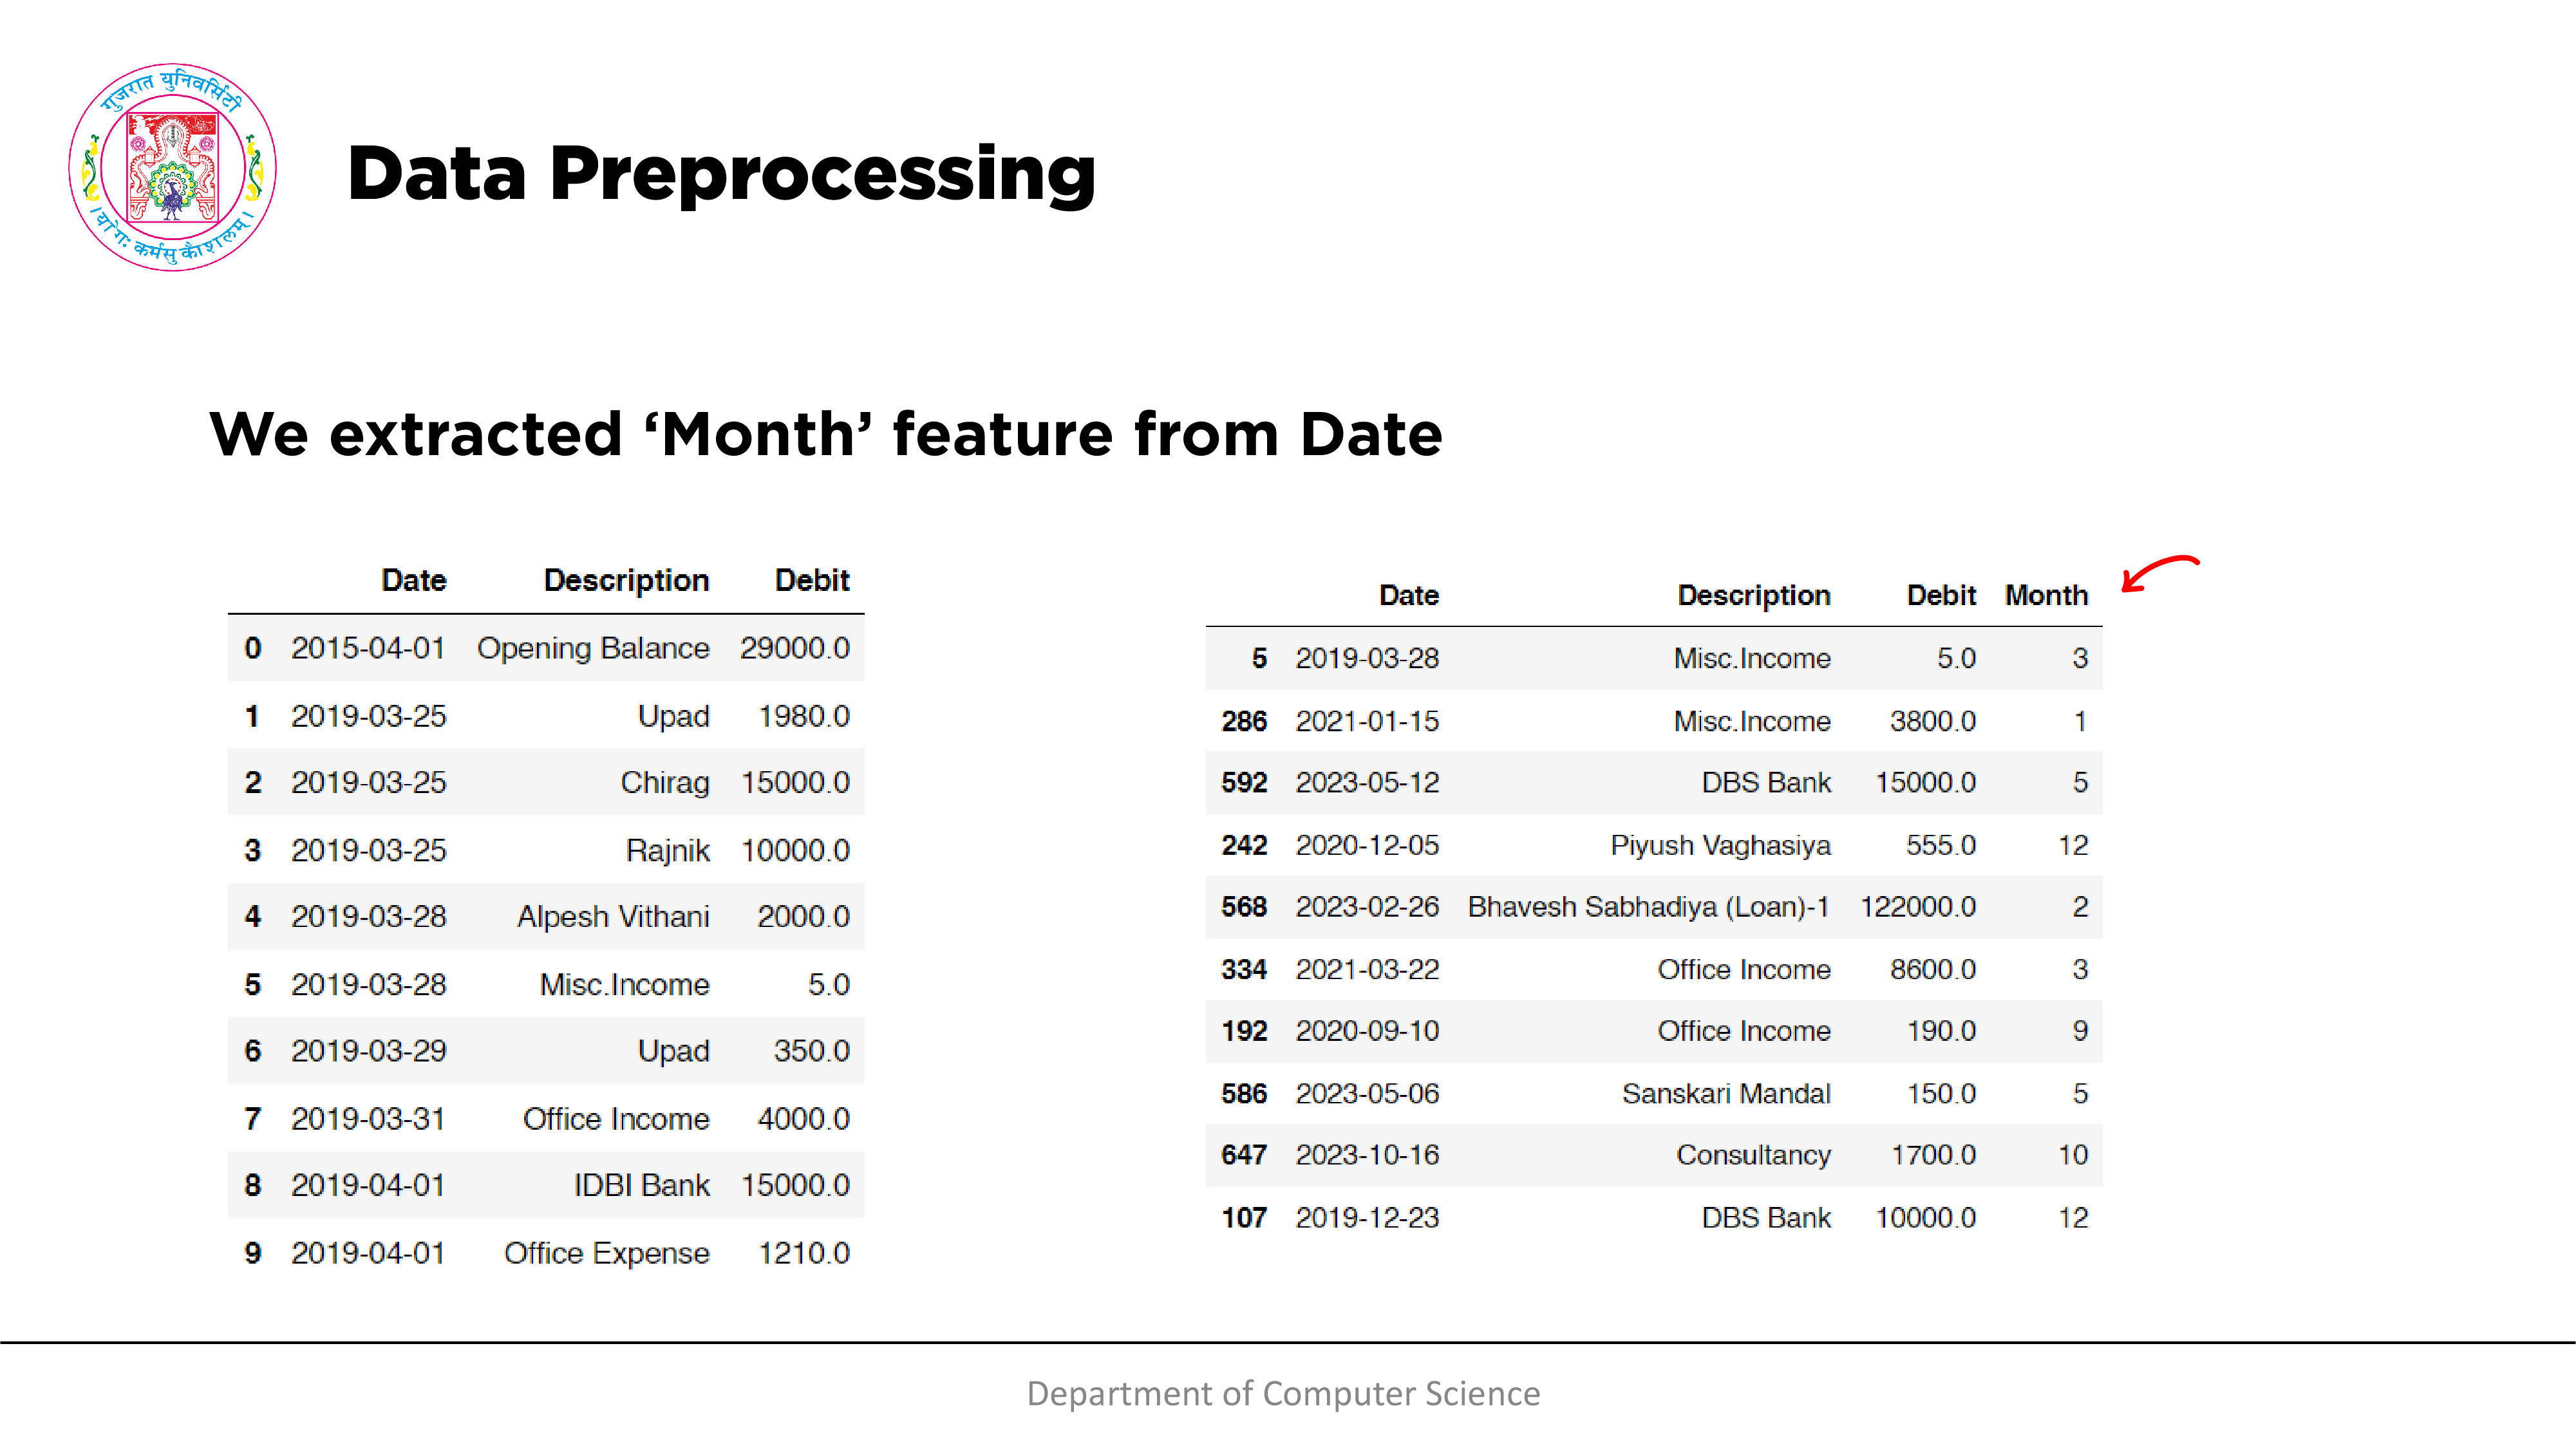 गुजरात युनिवर्सिटी
। योगः कर्मसु कौशलम् ।
Data Preprocessing
We extracted ‘Month’ feature from Date
Date Description Debit
0 2015-04-01 Opening Balance 29000.0
1 2019-03-25 Upad 1980.0
2 2019-03-25 Chirag 15000.0
3 2019-03-25 Rajnik 10000.0
4 2019-03-28 Alpesh Vithani 2000.0
5 2019-03-28 Misc.Income 5.0
6 2019-03-29 Upad 350.0
7 2019-03-31 Office Income 4000.0
8 2019-04-01 IDBI Bank 15000.0
9 2019-04-01 Office Expense 1210.0
Date Description Debit Month
5 2019-03-28 Misc.Income 5.0 3
286 2021-01-15 Misc.Income 3800.0 1
592 2023-05-12 DBS Bank 15000.0 5
242 2020-12-05 Piyush Vaghasiya 555.0 12
568 2023-02-26 Bhavesh Sabhadiya (Loan)-1 122000.0 2
334 2021-03-22 Office Income 8600.0 3
192 2020-09-10 Office Income 190.0 9
586 2023-05-06 Sanskari Mandal 150.0 5
647 2023-10-16 Consultancy 1700.0 10
107 2019-12-23 DBS Bank 10000.0 12
Department of Computer Science